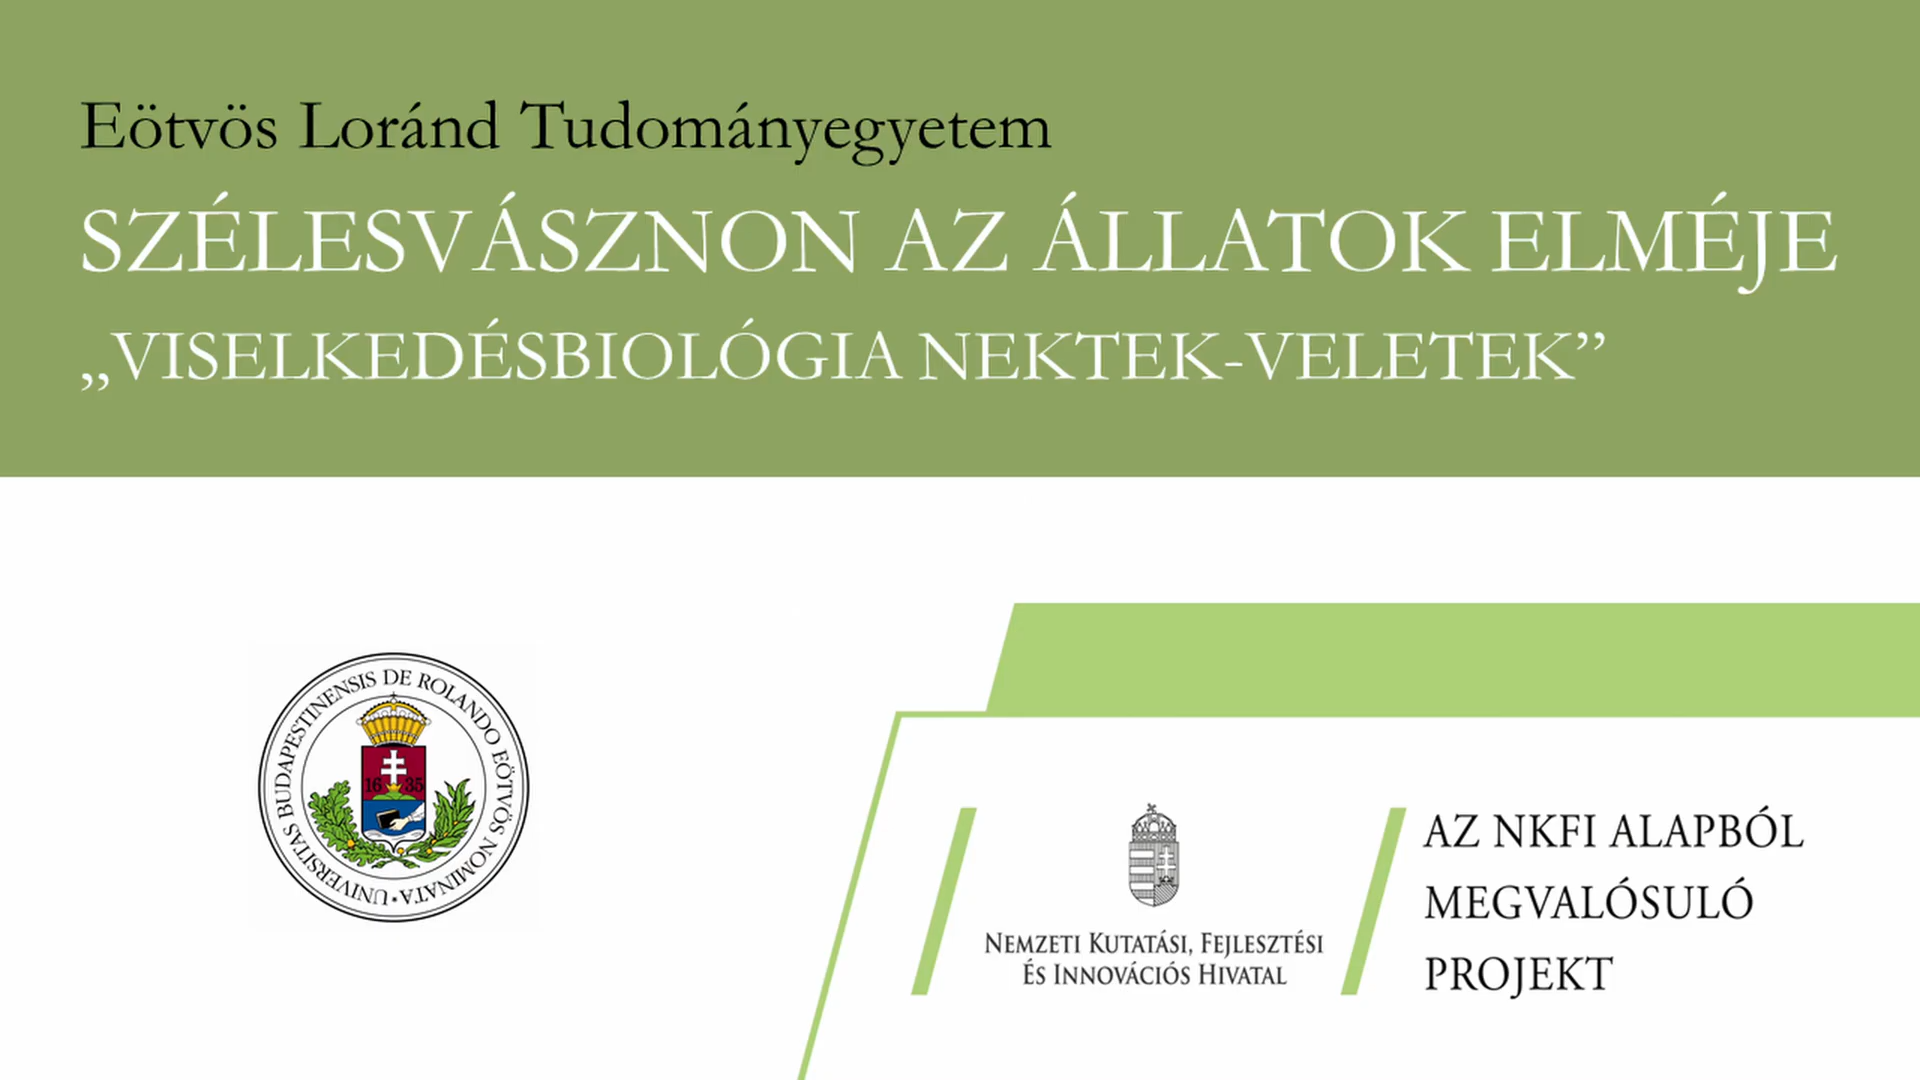 Eötvös Loránd Tudományegyetem
SZÉLESVÁSZNON AZ ÁLLATOK ELMÉJE
„VISELKEDÉSBIOLÓGIA NEKTEK-VELETEK”
UNIVERSITAS BUDAPESTINENSIS DE ROLANDO EÖTVÖS NOMINATA
16 35
NEMZETI KUTATÁSI, FEJLESZTÉSI
ÉS INNOVÁCIÓS HIVATAL
AZ NKFI ALAPBÓL
MEGVALÓSULÓ
PROJEKT